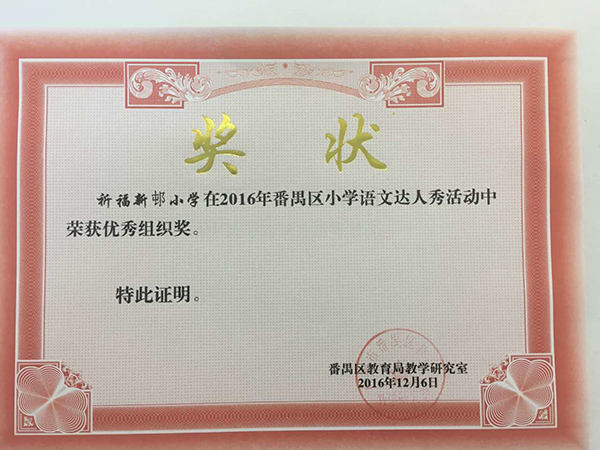 奖状
祈福新邨小学在2016年番禺区小学语文达人秀活动中
荣获优秀组织奖。
特此证明。
番禺区教育局教学研究室
2016年12月6日